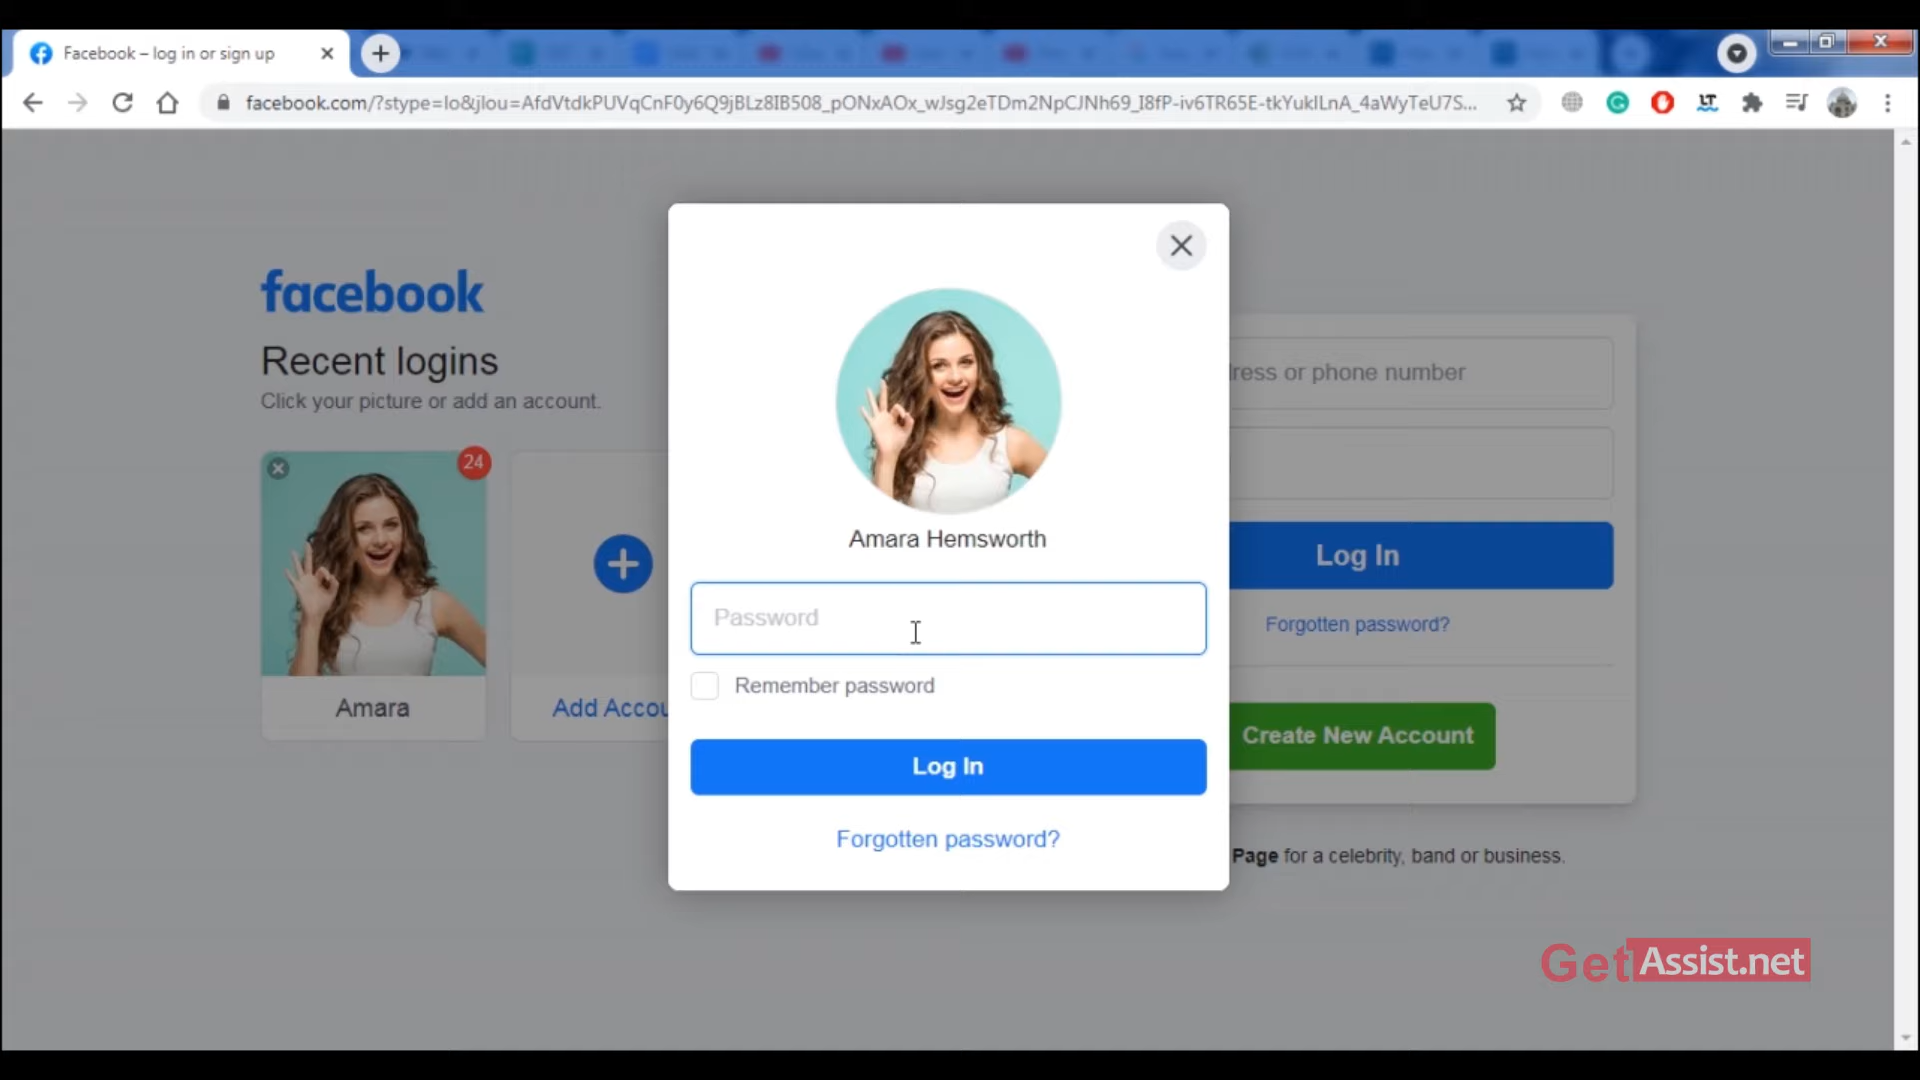 Facebook – log in or sign up
facebook.com/?stype=lo&jlou=AfdVtdkPUVqCnF0y6Q9jBLz8IB508_pONxAOx_wJsg2eTDm2NpCJNh69_I8fP-iv6TR65E-tkYukILnA_4aWyTeU7S...
facebook
Recent logins
Click your picture or add an account.
24
Amara
Add Accou
Amara Hemsworth
Password
Remember password
Log In
Forgotten password?
ress or phone number
Log In
Forgotten password?
Create New Account
Page for a celebrity, band or business.
GetAssist.net